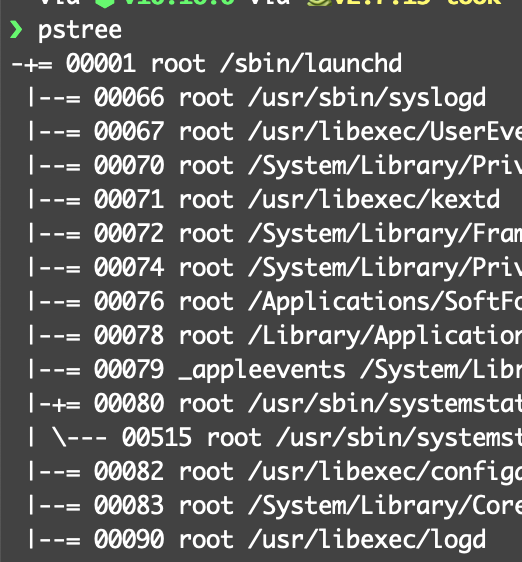 ❯ pstree
-+= 00001 root /sbin/launchd
 |--= 00066 root /usr/sbin/syslogd
 |--= 00067 root /usr/libexec/UserEve
 |--= 00070 root /System/Library/Priv
 |--= 00071 root /usr/libexec/kextd
 |--= 00072 root /System/Library/Fram
 |--= 00074 root /System/Library/Priv
 |--= 00076 root /Applications/SoftFo
 |--= 00078 root /Library/Application
 |--= 00079 _appleevents /System/Libr
 |-+= 00080 root /usr/sbin/systemstat
 | \--- 00515 root /usr/sbin/systemst
 |--= 00082 root /usr/libexec/configd
 |--= 00083 root /System/Library/Core
 |--= 00090 root /usr/libexec/logd